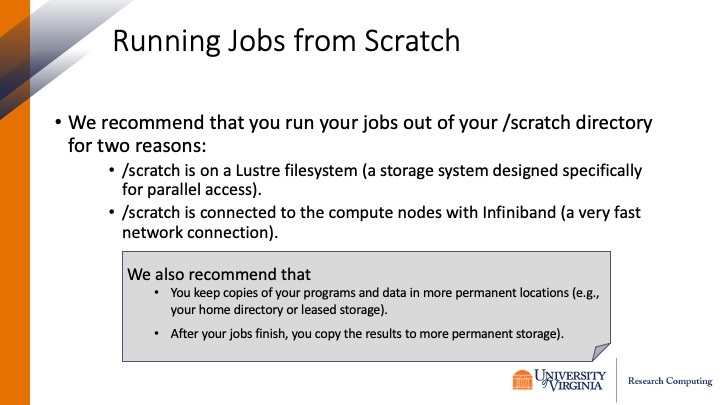 Running Jobs from Scratch
• We recommend that you run your jobs out of your /scratch directory
for two reasons:
• /scratch is on a Lustre filesystem (a storage system designed specifically
for parallel access).
• /scratch is connected to the compute nodes with Infiniband (a very fast
network connection).
We also recommend that
• You keep copies of your programs and data in more permanent locations (e.g.,
your home directory or leased storage).
• After your jobs finish, you copy the results to more permanent storage).
UNIVERSITY
of VIRGINIA
Research Computing